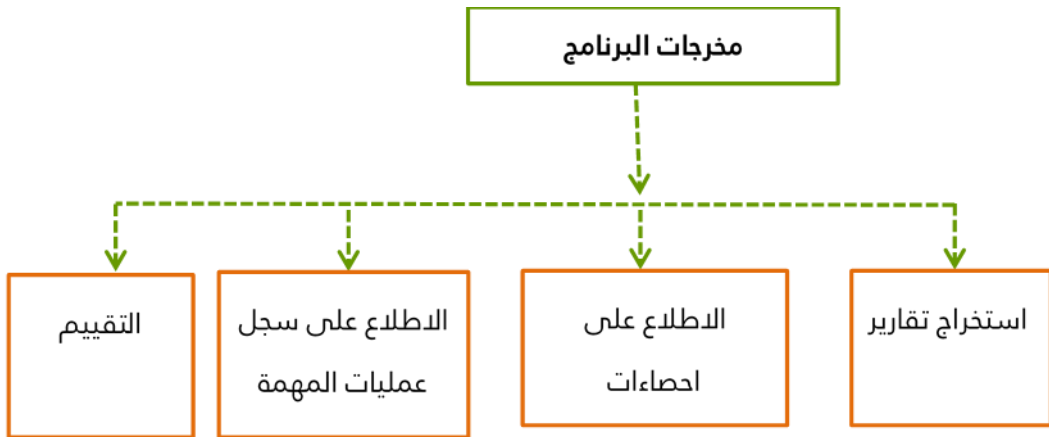 مخرجات البرنامج
استخراج تقارير
الاطلاع على
احصاءات
الاطلاع على سجل
عمليات المهمة
التقييم